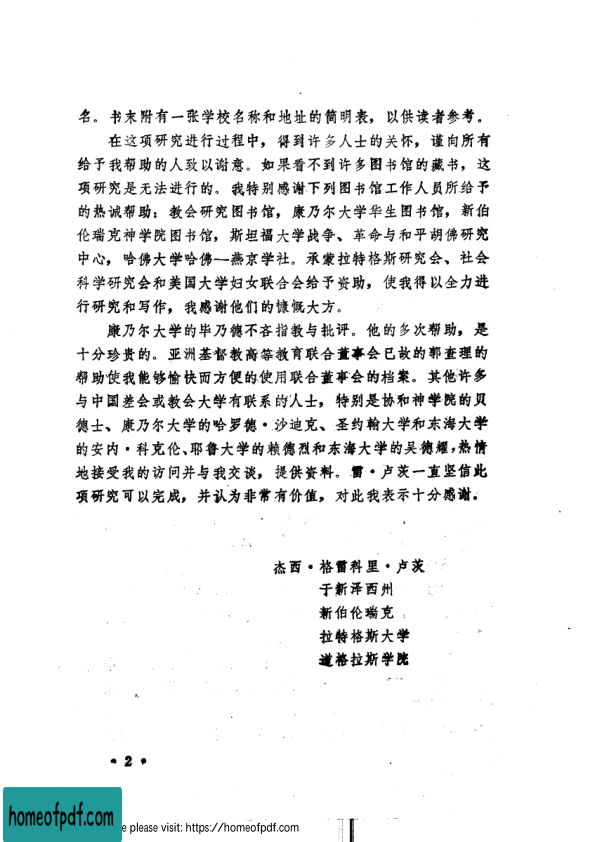 名。书末附有一张学校名称和地址的简明表，以供读者参考。
在这项研究进行过程中，得到许多人士的关怀，谨向所有
给予我帮助的人致以谢意。如果看不到许多图书馆的藏书，这
项研究是无法进行的。我特别感谢下列图书馆工作人员所给予
的热诚帮助：教会研究图书馆，康乃尔大学华生图书馆，新伯
伦瑞克神学院图书馆，斯坦福大学战争、革命与和平胡佛研究
中心，哈佛大学哈佛—燕京学社。承蒙拉特格斯研究会、社会
科学研究会和美国大学妇女联合会给予资助，使我得以全力进
行研究和写作，我感谢他们的慷慨大方。
康乃尔大学的毕乃德不吝指教与批评。他的多次帮助，是
十分珍贵的。亚洲基督教高等教育联合董事会已故的郭查理的
帮助使我能够愉快而方便的使用联合董事会的档案。其他许多
与中国差会或教会大学有联系的人士，特别是协和神学院的贝
德士、康乃尔大学的哈罗德·沙迪克、圣约翰大学和东海大学
的安内·科克伦、耶鲁大学的赖德烈和东海大学的吴德耀，热情
地接受我的访问并与我交谈，提供资料。雷·卢茨一直坚信此
项研究可以完成，并认为非常有价值，对此我表示十分感谢。
杰西·格雷科里·卢茨
于新泽西州
新伯伦瑞克
拉特格斯大学
道格拉斯学院
·2·
homeofpdf.com
e please visit: https://homeofpdf.com